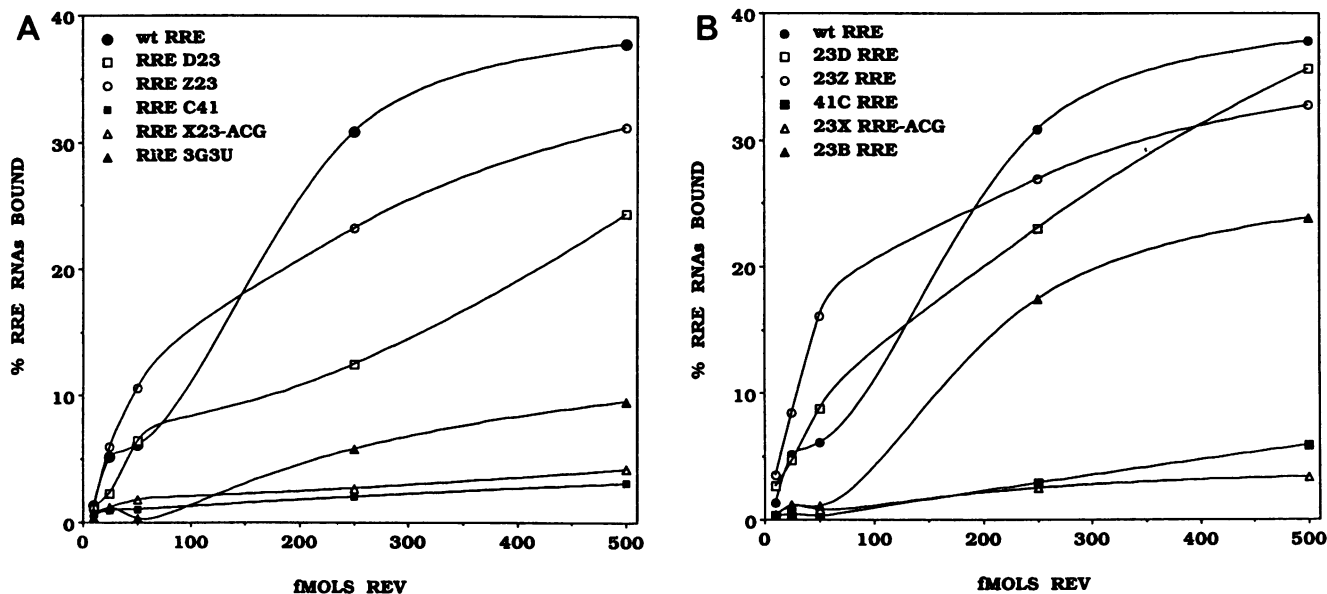 A
wt RRE
RRE D23
RRE Z23
RRE C41
RRE X23-ACG
RRE 3G3U
% RRE RNAs BOUND
40
30
20
10
0
0 100 200 300 400 500
fMOLS REV
B
wt RRE
23D RRE
23Z RRE
41C RRE
23X RRE-ACG
23B RRE
% RRE RNAs BOUND
40
30
20
10
0
0 100 200 300 400 500
fMOLS REV